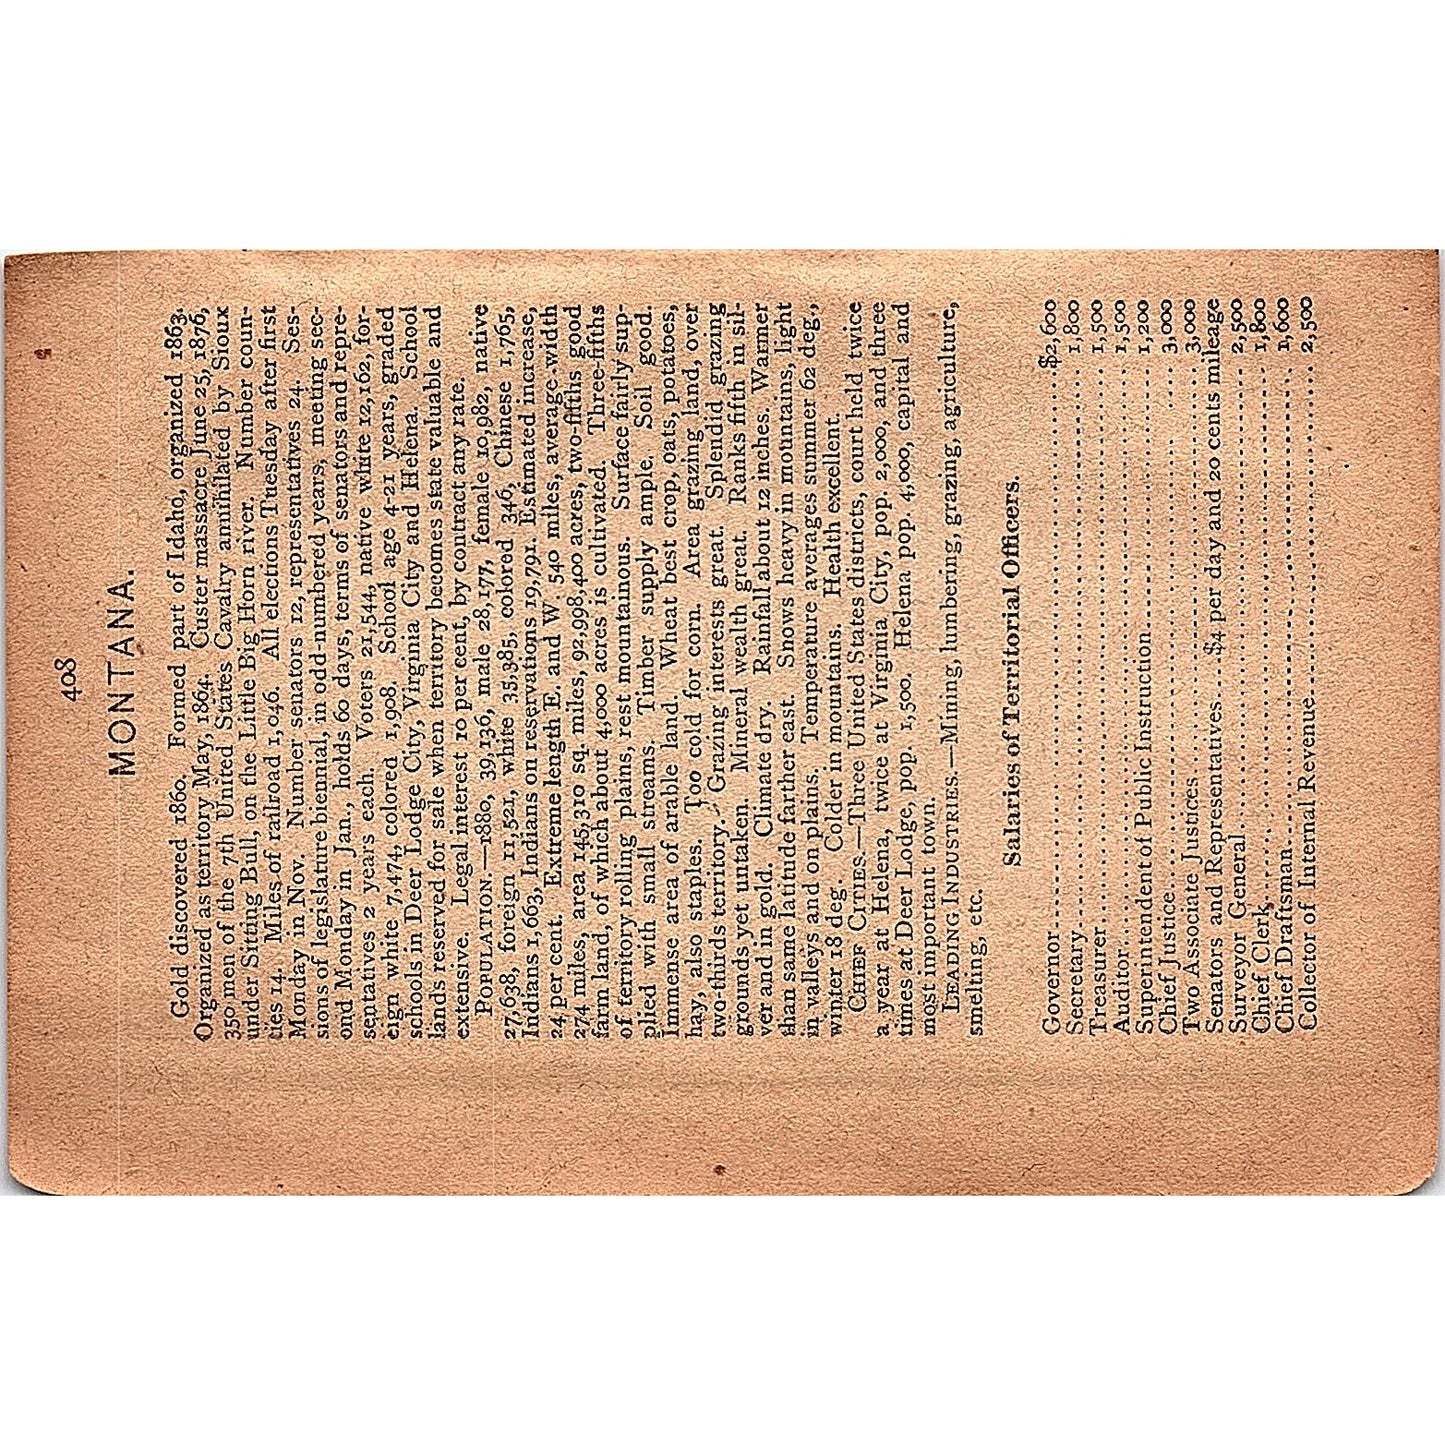 408
MONTANA.
Gold discovered 1860. Formed part of Idaho, organized 1863.
Organized as territory May, 1864. Custer massacre June 25, 1876,
350 men of the 7th United States Cavalry annihilated by Sioux
under Sitting Bull, on the Little Big Horn river. Number coun-
ties 14. Miles of railroad 1,046. All elections Tuesday after first
Monday in Nov. Number senators 12, representatives 24. Ses-
sions of legislature biennial, in odd-numbered years, meeting sec-
ond Monday in Jan., holds 60 days, terms of senators and repre-
sentatives 2 years each. Voters 21,544, native white 12,162, for-
eign white 7,474, colored 1,908. School age 4-21 years, graded
schools in Deer Lodge City, Virginia City and Helena. School
lands reserved for sale when territory becomes state valuable and
extensive. Legal interest 10 per cent, by contract any rate.
POPULATION.—1880, 39,136, male 28,177, female 10,982, native
27,638, foreign 11,521, white 35,385, colored 346, Chinese 1,765,
Indians 1,663, Indians on reservations 19,791. Estimated increase,
24 per cent. Extreme length E. and W. 540 miles, average width
274 miles, area 145,310 sq. miles, 92,998,400 acres, two-fifths good
farm land, of which about 4,000 acres is cultivated. Three-fifths
of territory rolling plains, rest mountainous. Surface fairly sup-
plied with small streams. Timber supply ample. Soil good.
Immense area of arable land. Wheat best crop, oats, potatoes,
hay, also staples. Too cold for corn. Area grazing land, over
two-thirds territory. Grazing interests great. Splendid grazing
grounds yet untaken. Mineral wealth great. Ranks fifth in sil-
ver and in gold. Climate dry. Rainfall about 12 inches. Warmer
than same latitude farther east. Snows heavy in mountains, light
in valleys and on plains. Temperature averages summer 62 deg.,
winter 18 deg. Colder in mountains. Health excellent.
CHIEF CITIES.—Three United States districts, court held twice
a year at Helena, twice at Virginia City, pop. 2,000, and three
times at Deer Lodge, pop. 1,500. Helena pop. 4,000, capital and
most important town.
LEADING INDUSTRIES.—Mining, lumbering, grazing, agriculture,
smelting, etc.
Salaries of Territorial Officers.
Governor $2,600
Secretary 1,800
Treasurer 1,500
Auditor 1,500
Superintendent of Public Instruction 1,200
Chief Justice 3,000
Two Associate Justices 3,000
Senators and Representatives $4 per day and 20 cents mileage
Surveyor General 2,500
Chief Clerk 1,800
Chief Draftsman 1,600
Collector of Internal Revenue 2,500